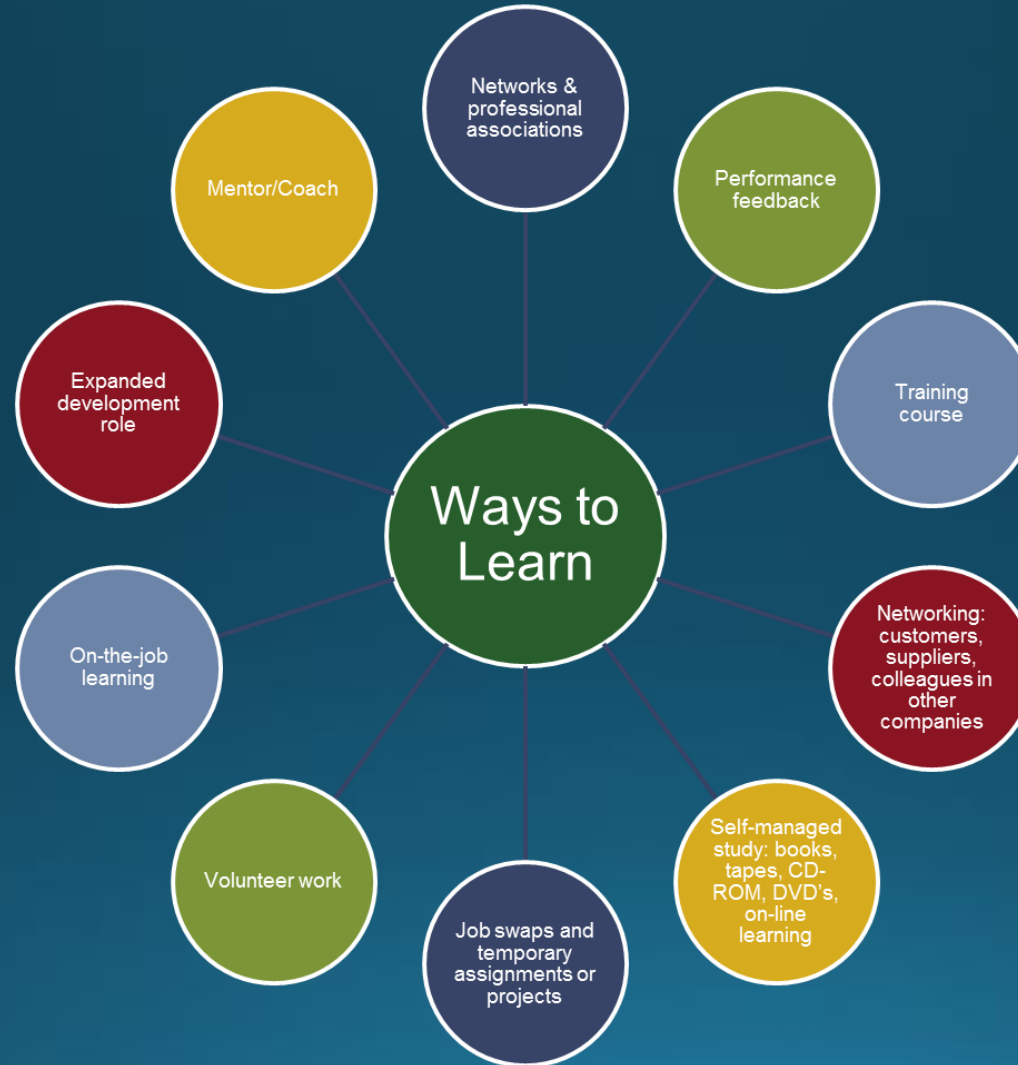 Networks &
professional
associations
Performance
feedback
Training
course
Networking:
customers,
suppliers,
colleagues in
other
companies
Self-managed
study: books,
tapes, CD-
ROM, DVD's,
on-line
learning
Job swaps and
temporary
assignments or
projects
Volunteer work
On-the-job
learning
Expanded
development
role
Mentor/Coach
Ways to
Learn